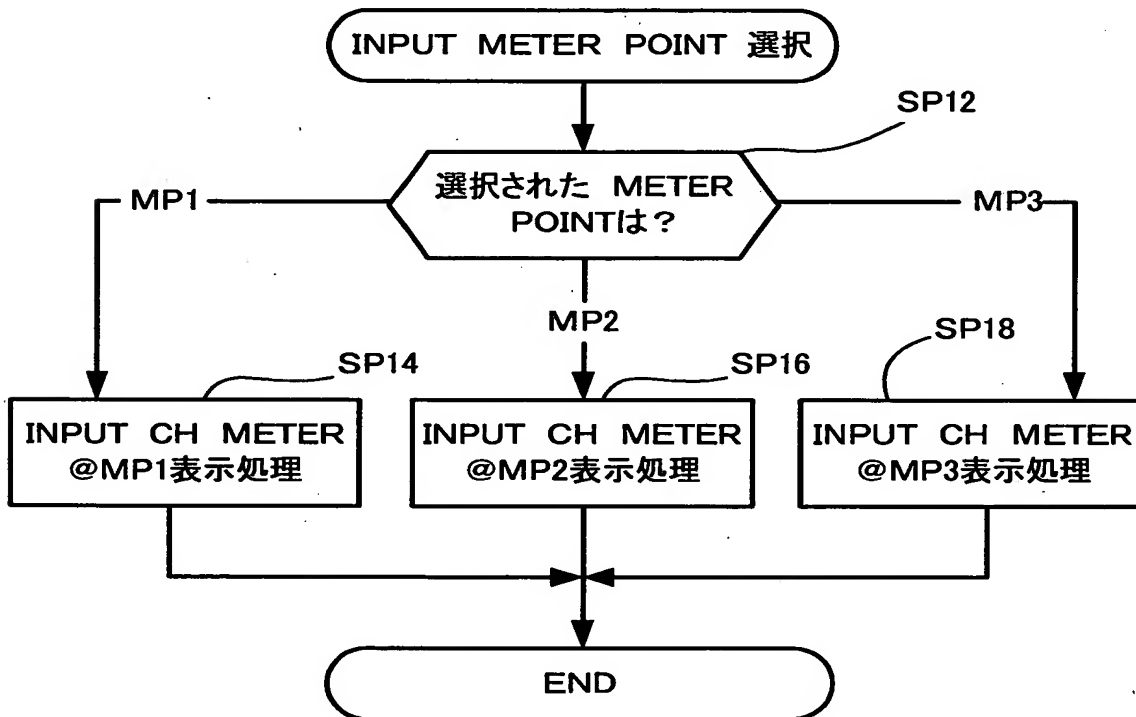 INPUT METER POINT 選択
SP12
選択された METER
POINTは？
MP1
MP3
MP2
SP14
SP16
SP18
INPUT CH METER
@MP1表示処理
INPUT CH METER
@MP2表示処理
INPUT CH METER
@MP3表示処理
END